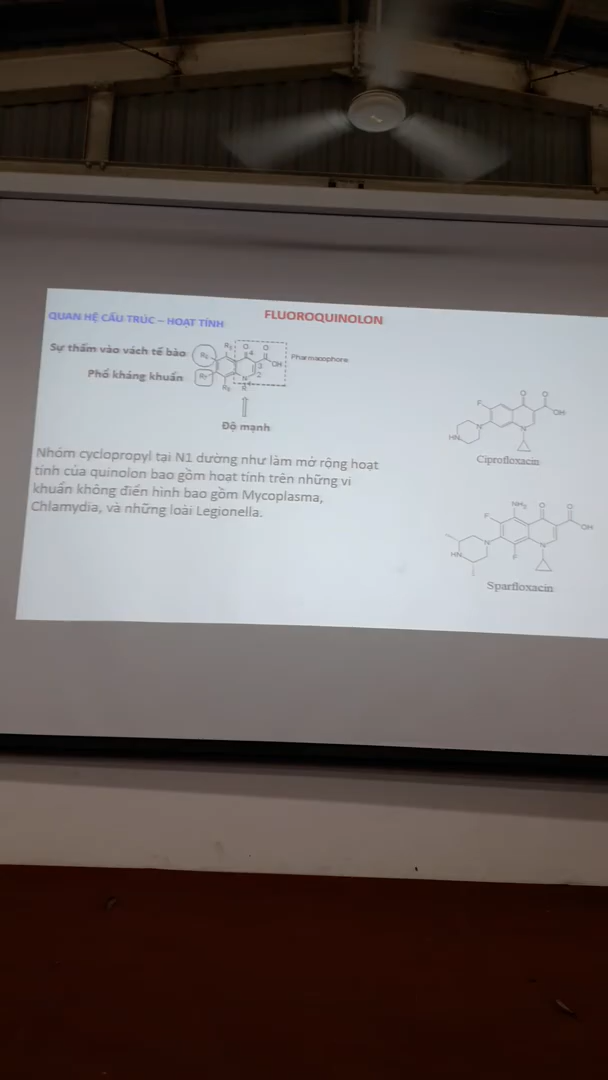 FLUOROQUINOLON
QUAN HỆ CẤU TRÚC – HOẠT TÍNH
Sự thấm vào vách tế bào
Phổ kháng khuẩn
Pharmacophore
Độ mạnh
Nhóm cyclopropyl tại N1 dường như làm mở rộng hoạt
tính của quinolon bao gồm hoạt tính trên những vi
khuẩn không điển hình bao gồm Mycoplasma,
Chlamydia, và những loài Legionella.
Ciprofloxacin
Sparfloxacin